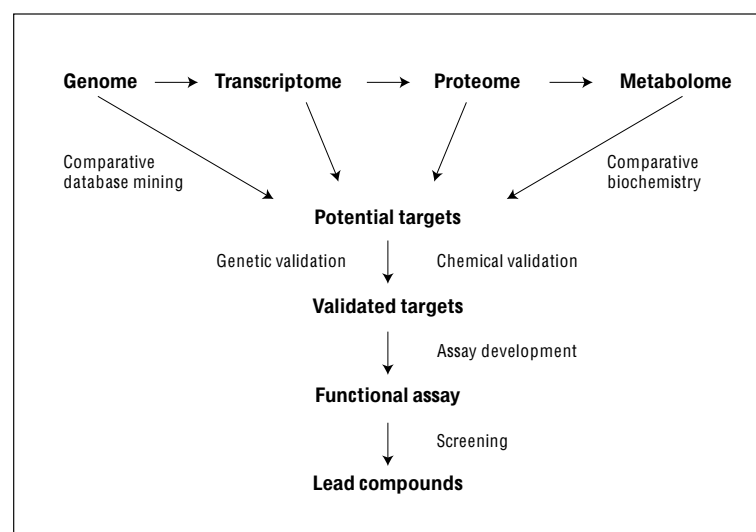 Genome Transcriptome Proteome Metabolome
Comparative
database mining
Comparative
biochemistry
Potential targets
Genetic validation Chemical validation
Validated targets
Assay development
Functional assay
Screening
Lead compounds